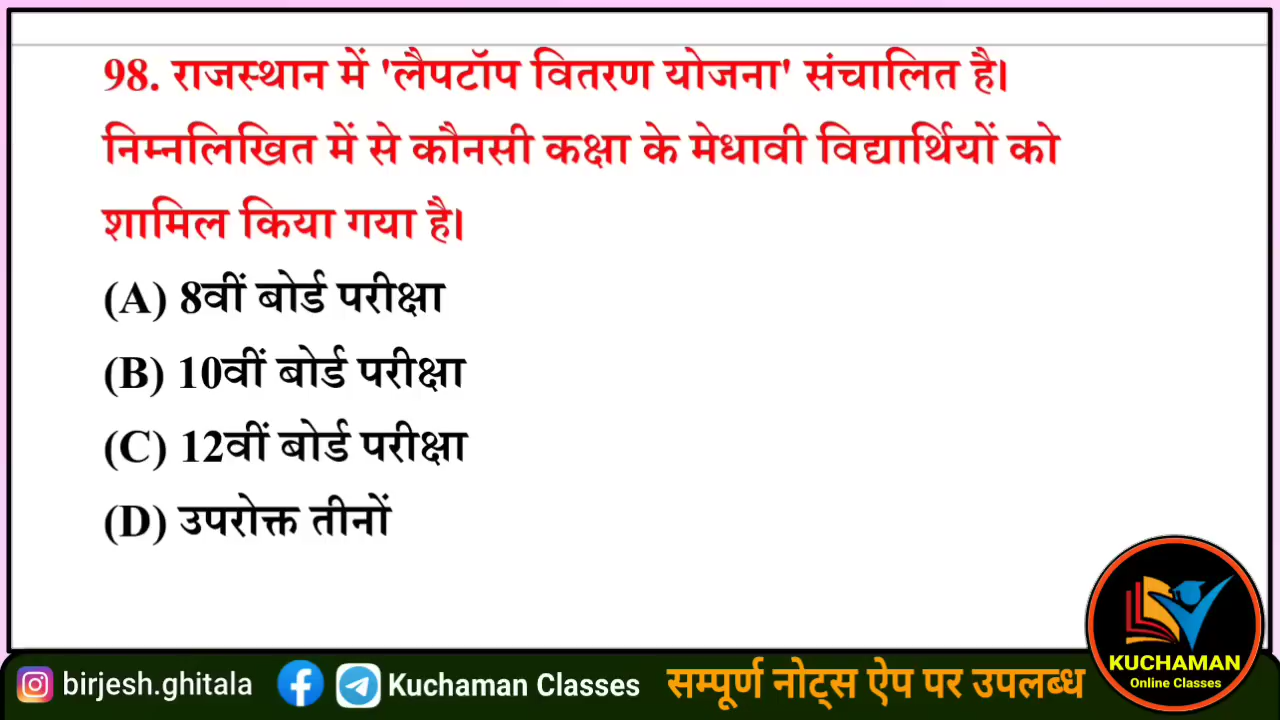 98. राजस्थान में 'लैपटॉप वितरण योजना' संचालित है।
निम्नलिखित में से कौनसी कक्षा के मेधावी विद्यार्थियों को
शामिल किया गया है।
(A) 8वीं बोर्ड परीक्षा
(B) 10वीं बोर्ड परीक्षा
(C) 12वीं बोर्ड परीक्षा
(D) उपरोक्त तीनों
KUCHAMAN
Online Classes
birjesh.ghitala Kuchaman Classes सम्पूर्ण नोट्स ऐप पर उपलब्ध